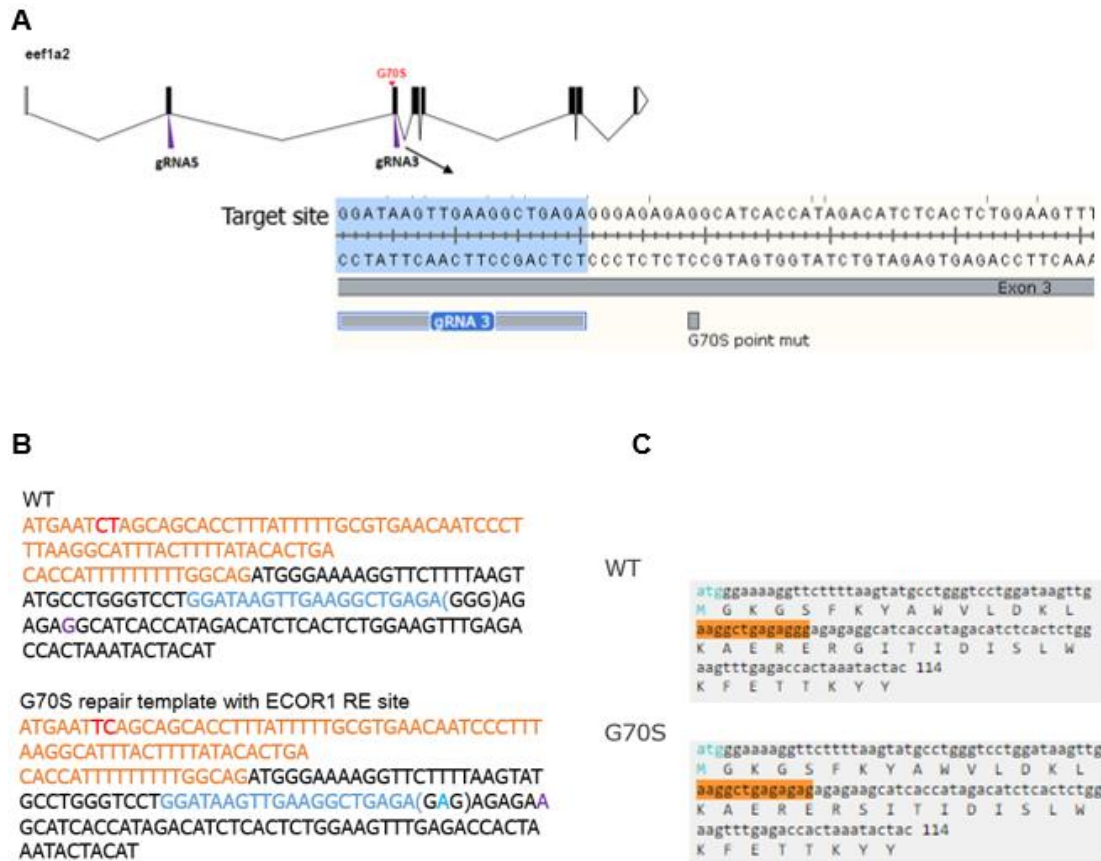 A
eef1a2
G70S
gRNA5
gRNA3
Target site
GGATAAGTTGAAGGCTGAGAGGGAGAGAGGCATCACCATAGACATCTCACTCTGGAAGTTT
CCTATTCAACTTCCGACTCTCCCTCTCTCCGTAGTGGTATCTGTAGAGTGAGACCTTCAAA
Exon 3
gRNA 3
G70S point mut
B
WT
ATGAATCTAGCAGCACCTTTATTTTTGCGTGAACAATCCCT
TTAAGGCATTTACTTTTATACACTGA
CACCATTTTTTTTTGGCAGATGGGAAAAGGTTCTTTTAAGT
ATGCCTGGGTCCTGGATAAGTTGAAGGCTGAGA(GGG)AG
AGAGGCATCACCATAGACATCTCACTCTGGAAGTTTGAGA
CCACTAAATACTACAT
G70S repair template with ECOR1 RE site
ATGAATTCAGCAGCACCTTTATTTTTGCGTGAACAATCCCTTT
AAGGCATTTACTTTTATACACTGA
CACCATTTTTTTTTGGCAGATGGGAAAAGGTTCTTTTAAGTAT
GCCTGGGTCCTGGATAAGTTGAAGGCTGAGA(GAG)AGAGAA
GCATCACCATAGACATCTCACTCTGGAAGTTTGAGACCACTA
AATACTACAT
C
WT
atgggaaaaggttcttttaagtatgcctgggtcctggataagttg
M G K G S F K Y A W V L D K L
aaggctgagagggagagaggcatcaccatagacatctcactctgg
K A E R E R G I T I D I S L W
aagtttgagaccactaaatactac 114
K F E T T K Y Y
G70S
atgggaaaaggttcttttaagtatgcctgggtcctggataagttg
M G K G S F K Y A W V L D K L
aaggctgagagagagagaagcatcaccatagacatctcactctgg
K A E R E R S I T I D I S L W
aagtttgagaccactaaatactac 114
K F E T T K Y Y